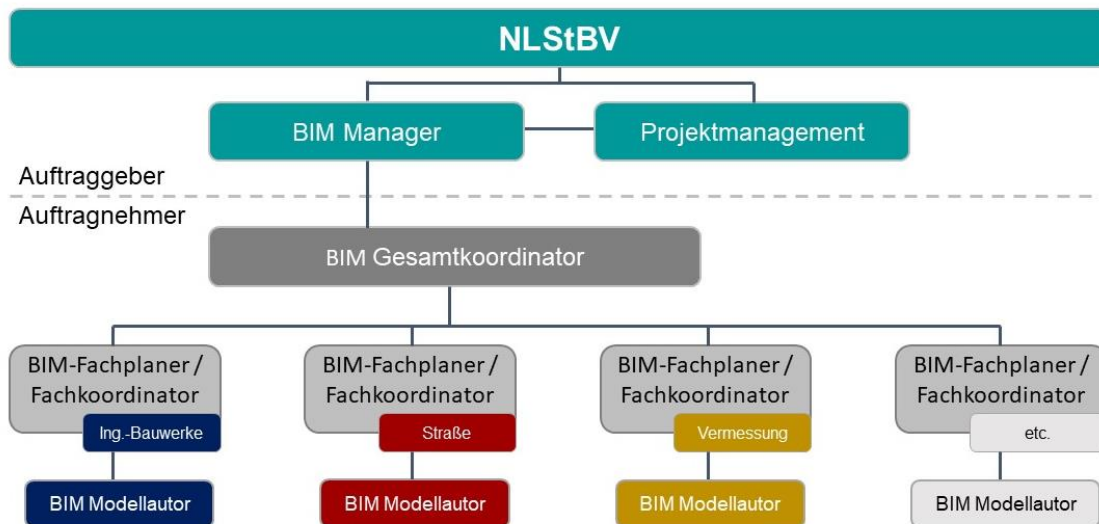 NLStBV
BIM Manager
Projektmanagement
Auftraggeber
Auftragnehmer
BIM Gesamtkoordinator
BIM-Fachplaner /
Fachkoordinator
Ing.-Bauwerke
BIM Modellautor
BIM-Fachplaner /
Fachkoordinator
Straße
BIM Modellautor
BIM-Fachplaner /
Fachkoordinator
Vermessung
BIM Modellautor
BIM-Fachplaner /
Fachkoordinator
etc.
BIM Modellautor